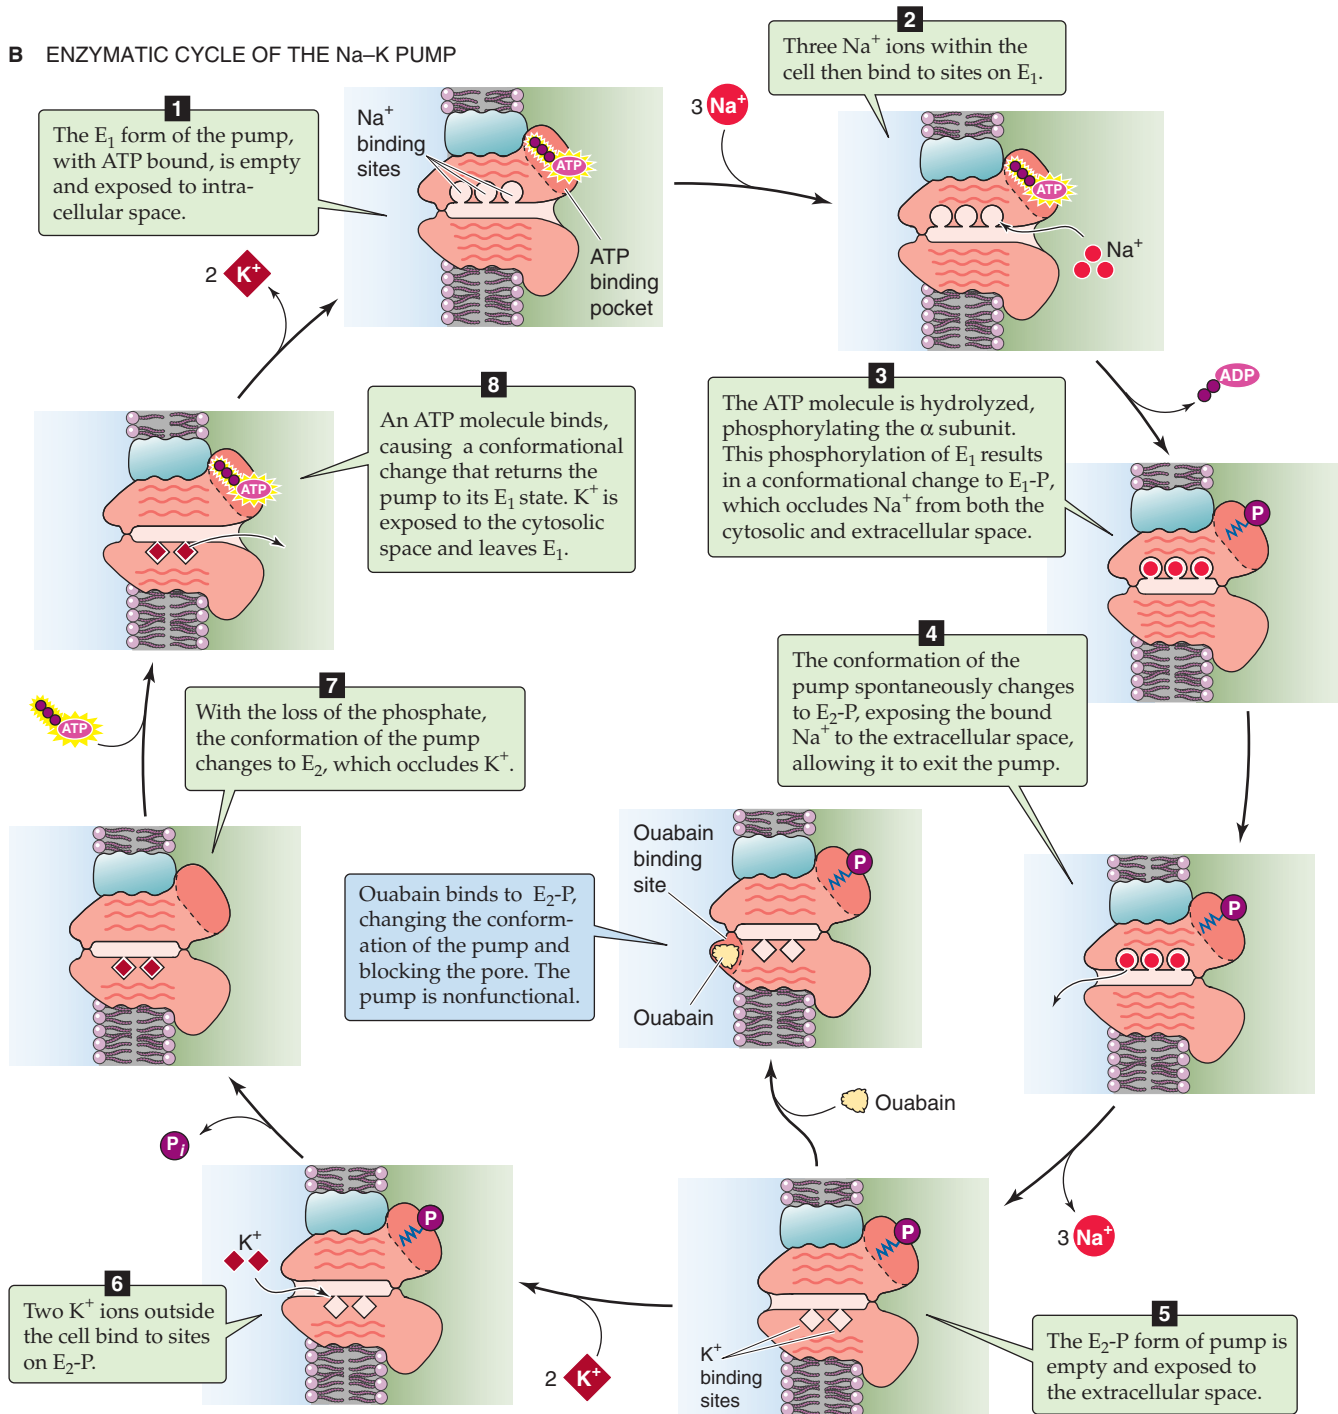 B ENZYMATIC CYCLE OF THE Na–K PUMP
1
The E₁ form of the pump,
with ATP bound, is empty
and exposed to intra-
cellular space.
Na⁺
binding
sites
ATP
ATP
binding
pocket
3 Na⁺
2
Three Na⁺ ions within the
cell then bind to sites on E₁.
ATP
Na⁺
ADP
3
The ATP molecule is hydrolyzed,
phosphorylating the α subunit.
This phosphorylation of E₁ results
in a conformational change to E₁-P,
which occludes Na⁺ from both the
cytosolic and extracellular space.
P
4
The conformation of the
pump spontaneously changes
to E₂-P, exposing the bound
Na⁺ to the extracellular space,
allowing it to exit the pump.
P
3 Na⁺
5
The E₂-P form of pump is
empty and exposed to
the extracellular space.
P
K⁺
binding
sites
Ouabain
Ouabain
binding
site
P
Ouabain
Ouabain binds to E₂-P,
changing the conform-
ation of the pump and
blocking the pore. The
pump is nonfunctional.
2 K⁺
6
Two K⁺ ions outside
the cell bind to sites
on E₂-P.
K⁺
P
Pi
7
With the loss of the phosphate,
the conformation of the pump
changes to E₂, which occludes K⁺.
ATP
8
An ATP molecule binds,
causing a conformational
change that returns the
pump to its E₁ state. K⁺ is
exposed to the cytosolic
space and leaves E₁.
ATP
2 K⁺